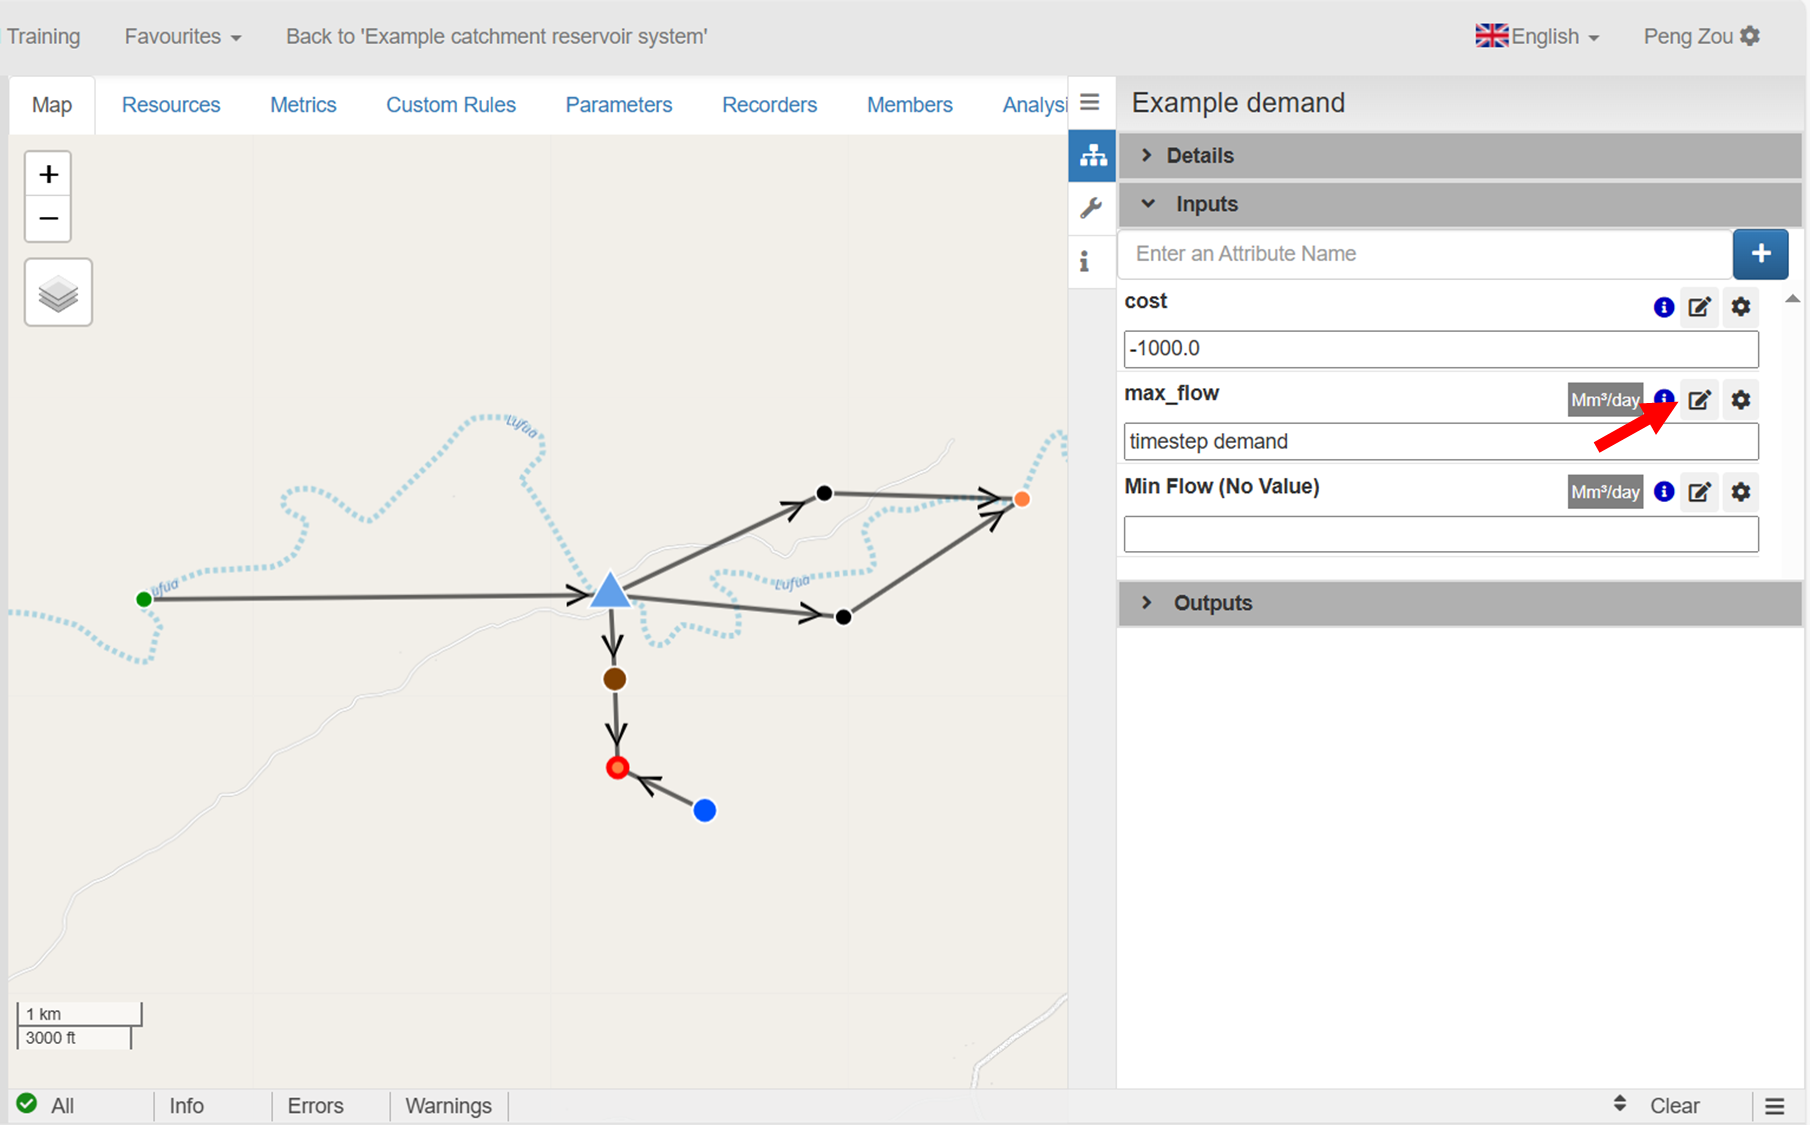 Training
Favourites
Back to 'Example catchment reservoir system'
English
Peng Zou
Map
Resources
Metrics
Custom Rules
Parameters
Recorders
Members
Analysi
Example demand
Details
Inputs
Enter an Attribute Name
cost
-1000.0
max_flow
Mm³/day
timestep demand
Min Flow (No Value)
Mm³/day
Outputs
+
−
Lufua
ufua
Lufua
1 km
3000 ft
All
Info
Errors
Warnings
Clear